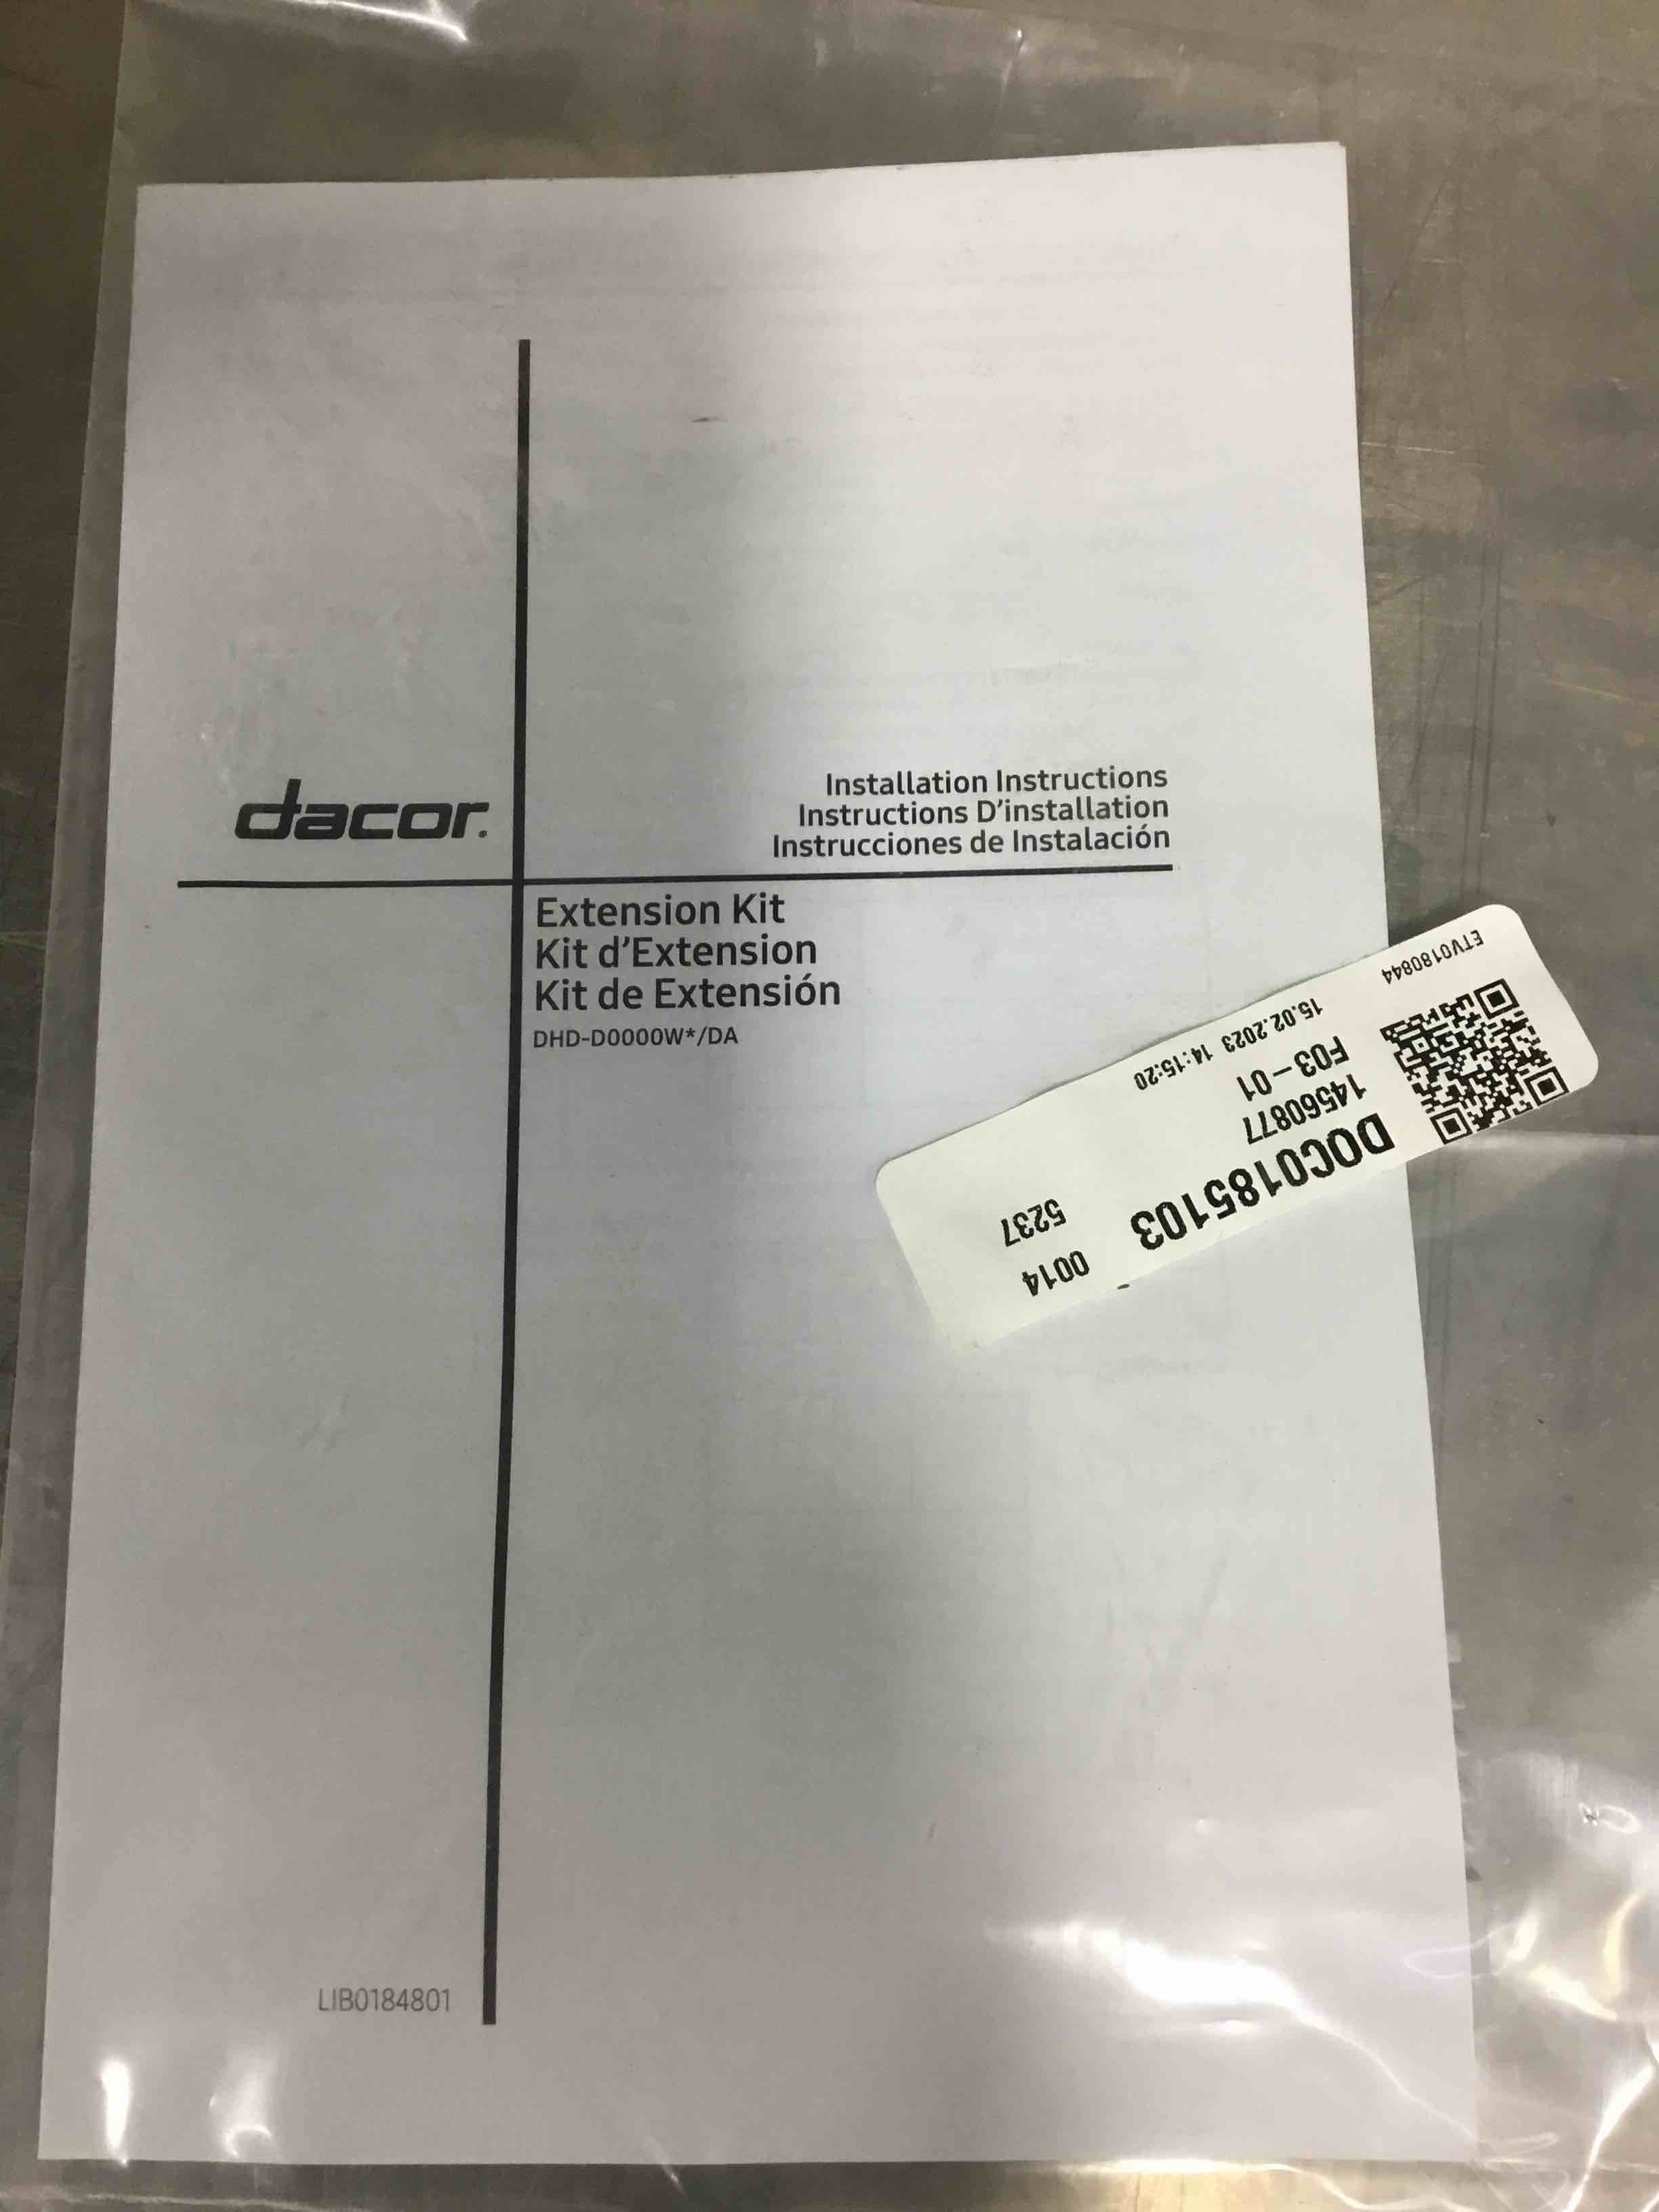 dacor.
Installation Instructions
Instructions D'installation
Instrucciones de Instalación
Extension Kit
Kit d'Extension
Kit de Extensión
DHD-D0000W*/DA
0014
5237
DOC0185103
14560877
F03-01
15.02.2023 14:15:20
ETV0180844
LIB0184801